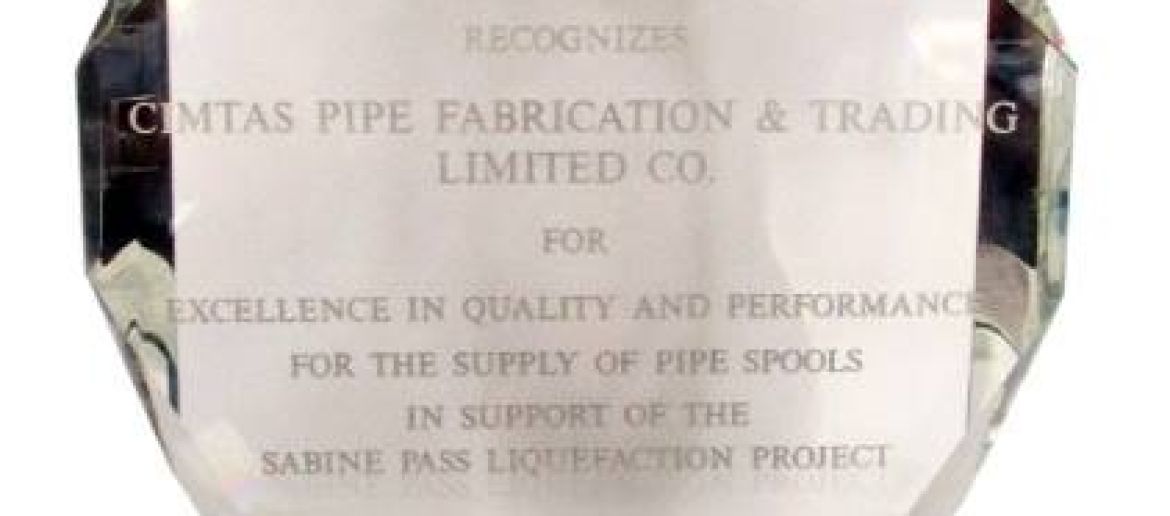 RECOGNIZES
CIMTAS PIPE FABRICATION & TRADING
LIMITED CO.
FOR
EXCELLENCE IN QUALITY AND PERFORMANCE
FOR THE SUPPLY OF PIPE SPOOLS
IN SUPPORT OF THE
SABINE PASS LIQUEFACTION PROJECT